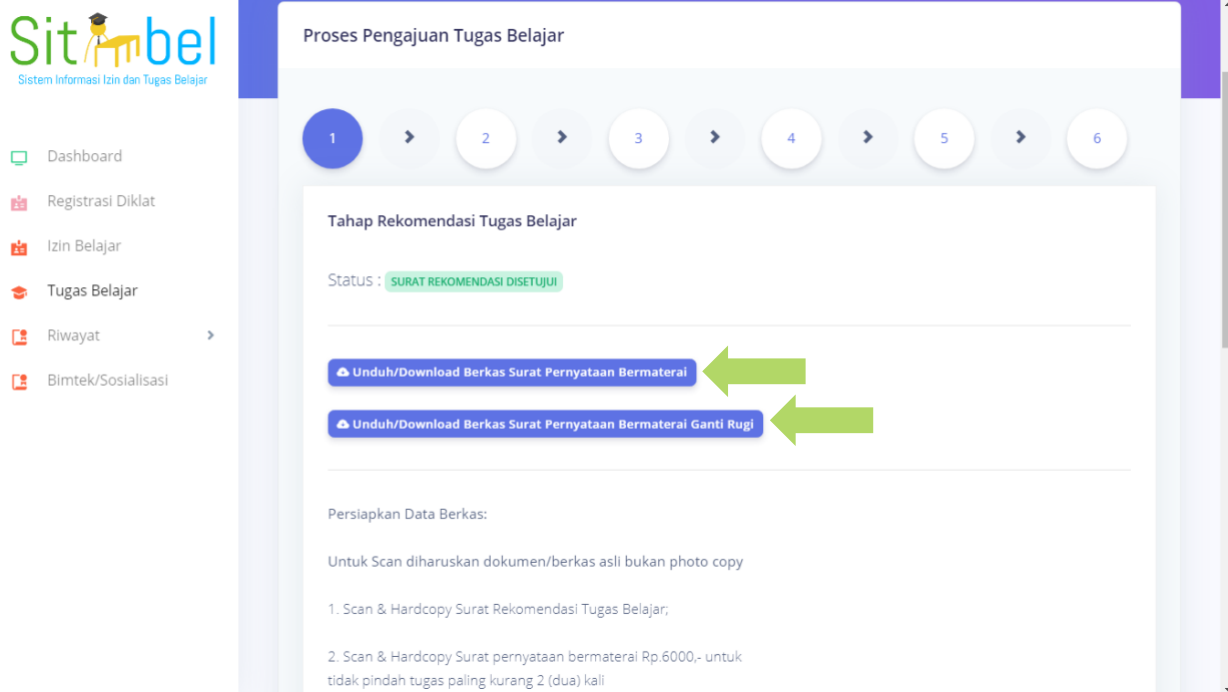 Situbel
Sistem Informasi Izin dan Tugas Belajar
Dashboard
Registrasi Diklat
Izin Belajar
Tugas Belajar
Riwayat
Bimtek/Sosialisasi
Proses Pengajuan Tugas Belajar
1
2
3
4
5
6
Tahap Rekomendasi Tugas Belajar
Status : SURAT REKOMENDASI DISETUJUI
Unduh/Download Berkas Surat Pernyataan Bermaterai
Unduh/Download Berkas Surat Pernyataan Bermaterai Ganti Rugi
Persiapkan Data Berkas:
Untuk Scan diharuskan dokumen/berkas asli bukan photo copy
1. Scan & Hardcopy Surat Rekomendasi Tugas Belajar;
2. Scan & Hardcopy Surat pernyataan bermaterai Rp.6000,- untuk
tidak pindah tugas paling kurang 2 (dua) kali